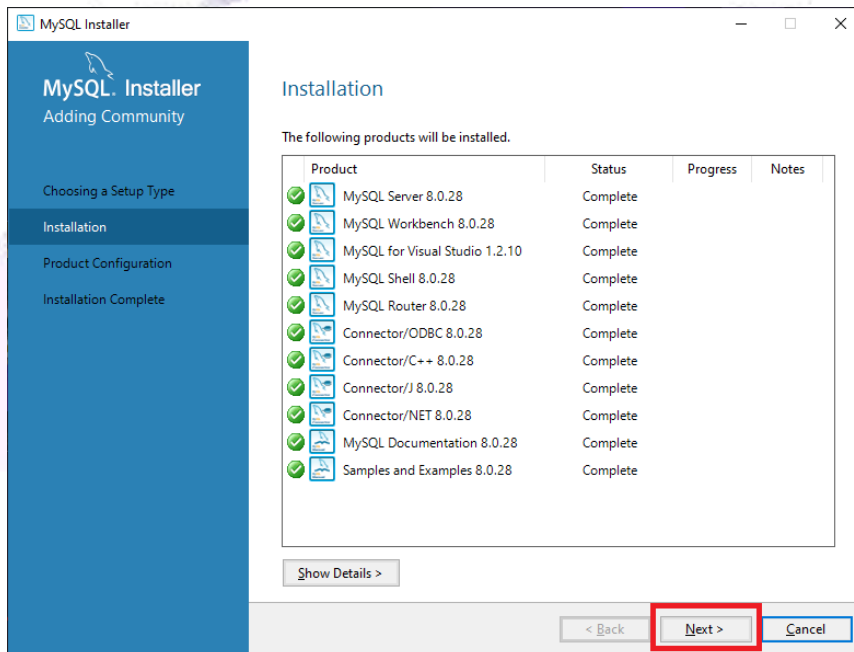 MySQL Installer
MySQL. Installer
Adding Community
Choosing a Setup Type
Installation
Product Configuration
Installation Complete
Installation
The following products will be installed.
Product Status Progress Notes
MySQL Server 8.0.28 Complete
MySQL Workbench 8.0.28 Complete
MySQL for Visual Studio 1.2.10 Complete
MySQL Shell 8.0.28 Complete
MySQL Router 8.0.28 Complete
Connector/ODBC 8.0.28 Complete
Connector/C++ 8.0.28 Complete
Connector/J 8.0.28 Complete
Connector/NET 8.0.28 Complete
MySQL Documentation 8.0.28 Complete
Samples and Examples 8.0.28 Complete
Show Details >
< Back Next > Cancel